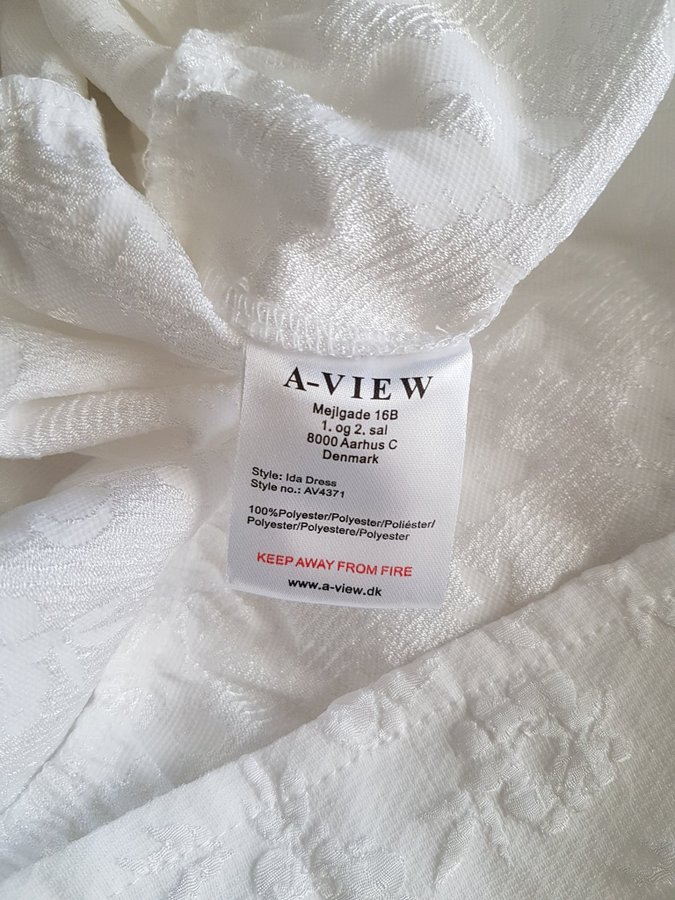 A-VIEW
Mejlgade 16B
1. og 2. sal
8000 Aarhus C
Denmark
Style: Ida Dress
Style no.: AV4371
100%Polyester/Polyester/Poliéster/
Polyester/Polyestere/Polyester
KEEP AWAY FROM FIRE
www.a-view.dk